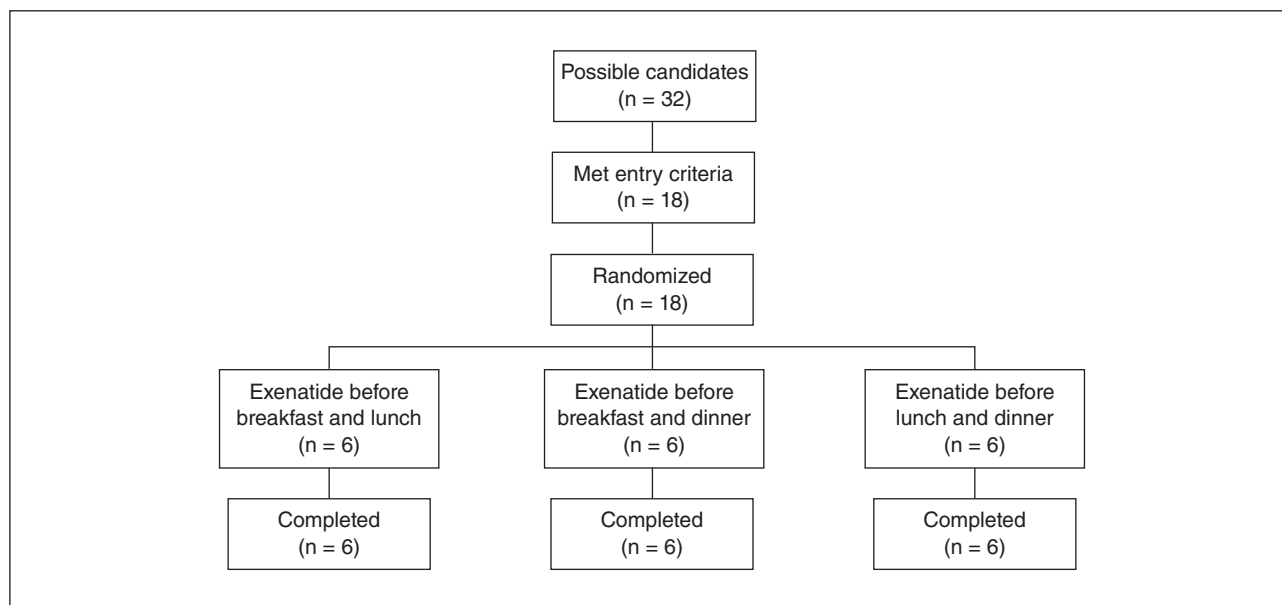 Possible candidates
(n = 32)
Met entry criteria
(n = 18)
Randomized
(n = 18)
Exenatide before
breakfast and lunch
(n = 6)
Exenatide before
breakfast and dinner
(n = 6)
Exenatide before
lunch and dinner
(n = 6)
Completed
(n = 6)
Completed
(n = 6)
Completed
(n = 6)